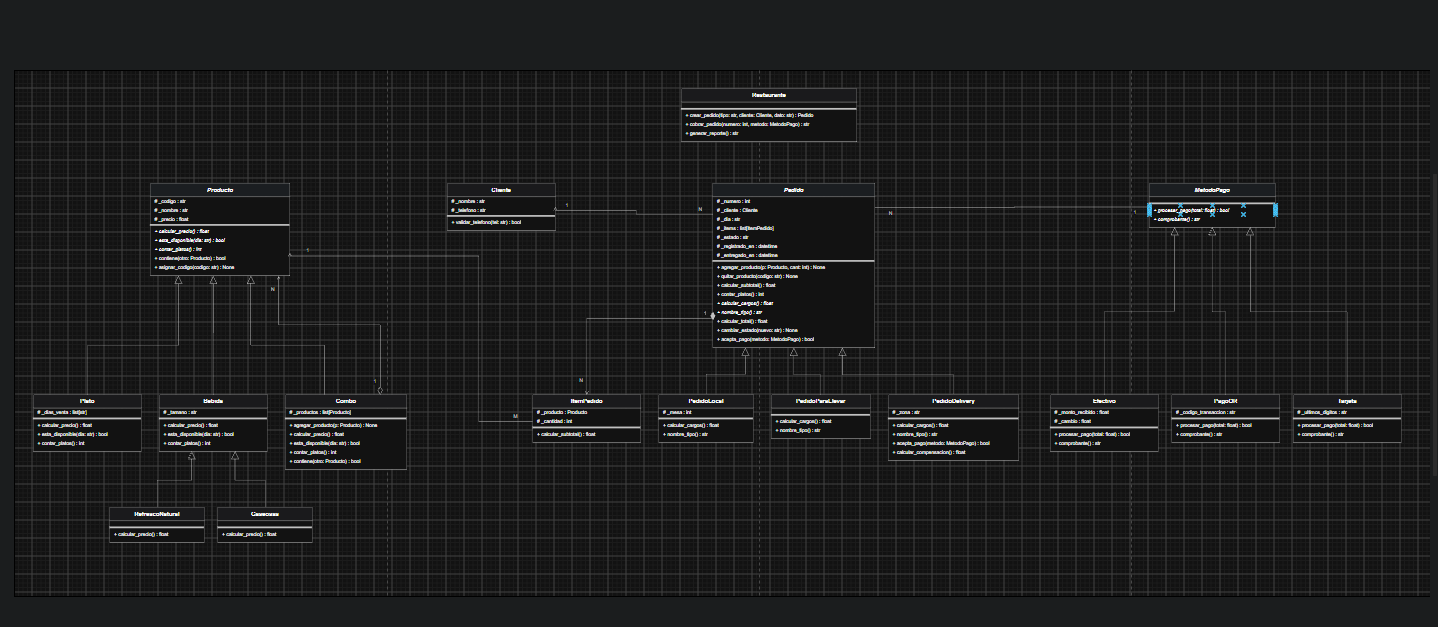 Restaurante
+ crear_pedido(tipo: str, cliente: Cliente, dato: str) : Pedido
+ cobrar_pedido(numero: int, metodo: MetodoPago) : str
+ generar_reporte() : str
Producto
# _codigo : str
# _nombre : str
# _precio : float
+ calcular_precio() : float
+ esta_disponible(dia: str) : bool
+ contar_platos() : int
+ contiene(otro: Producto) : bool
+ asignar_codigo(codigo: str) : None
Cliente
# _nombre : str
# _telefono : str
+ validar_telefono(tel: str) : bool
Pedido
# _numero : int
# _cliente : Cliente
# _dia : str
# _items : list[ItemPedido]
# _estado : str
# _registrado_en : datetime
# _entregado_en : datetime
+ agregar_producto(p: Producto, cant: int) : None
+ quitar_producto(codigo: str) : None
+ calcular_subtotal() : float
+ contar_platos() : int
+ calcular_cargos() : float
+ nombre_tipo() : str
+ calcular_total() : float
+ cambiar_estado(nuevo: str) : None
+ acepta_pago(metodo: MetodoPago) : bool
MetodoPago
+ procesar_pago(total: float) : bool
+ comprobante() : str
1
N
N
1
1
N
1
1
N
N
Plato
# _dias_venta : list[str]
+ calcular_precio() : float
+ esta_disponible(dia: str) : bool
+ contar_platos() : int
Bebida
# _tamano : str
+ calcular_precio() : float
+ esta_disponible(dia: str) : bool
+ contar_platos() : int
Combo
# _productos : list[Producto]
+ agregar_producto(p: Producto) : None
+ calcular_precio() : float
+ esta_disponible(dia: str) : bool
+ contar_platos() : int
+ contiene(otro: Producto) : bool
ItemPedido
# _producto : Producto
# _cantidad : int
+ calcular_subtotal() : float
PedidoLocal
# _mesa : int
+ calcular_cargos() : float
+ nombre_tipo() : str
PedidoParaLlevar
+ calcular_cargos() : float
+ nombre_tipo() : str
PedidoDelivery
# _zona : str
+ calcular_cargos() : float
+ nombre_tipo() : str
+ acepta_pago(metodo: MetodoPago) : bool
+ calcular_compensacion() : float
Efectivo
# _monto_recibido : float
# _cambio : float
+ procesar_pago(total: float) : bool
+ comprobante() : str
PagoQR
# _codigo_transaccion : str
+ procesar_pago(total: float) : bool
+ comprobante() : str
Tarjeta
# _ultimos_digitos : str
+ procesar_pago(total: float) : bool
+ comprobante() : str
RefrescoNatural
+ calcular_precio() : float
Gaseosa
+ calcular_precio() : float